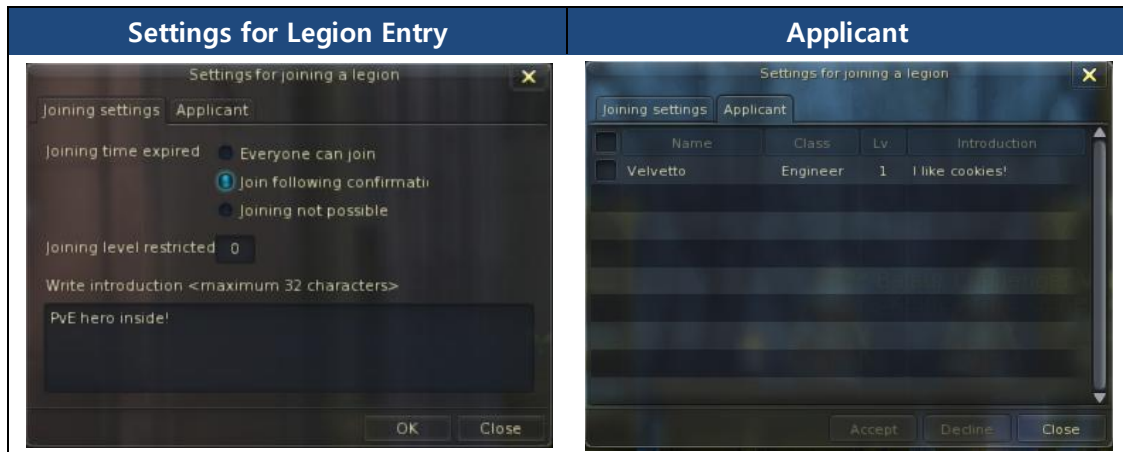 Settings for Legion Entry
Applicant
Settings for joining a legion
Joining settings Applicant
Joining time expired Everyone can join
Join following confirmati
Joining not possible
Joining level restricted 0
Write introduction <maximum 32 characters>
PvE hero inside!
OK Close
Settings for joining a legion
Joining settings Applicant
Name Class Lv Introduction
Velvetto Engineer 1 I like cookies!
Accept Decline Close